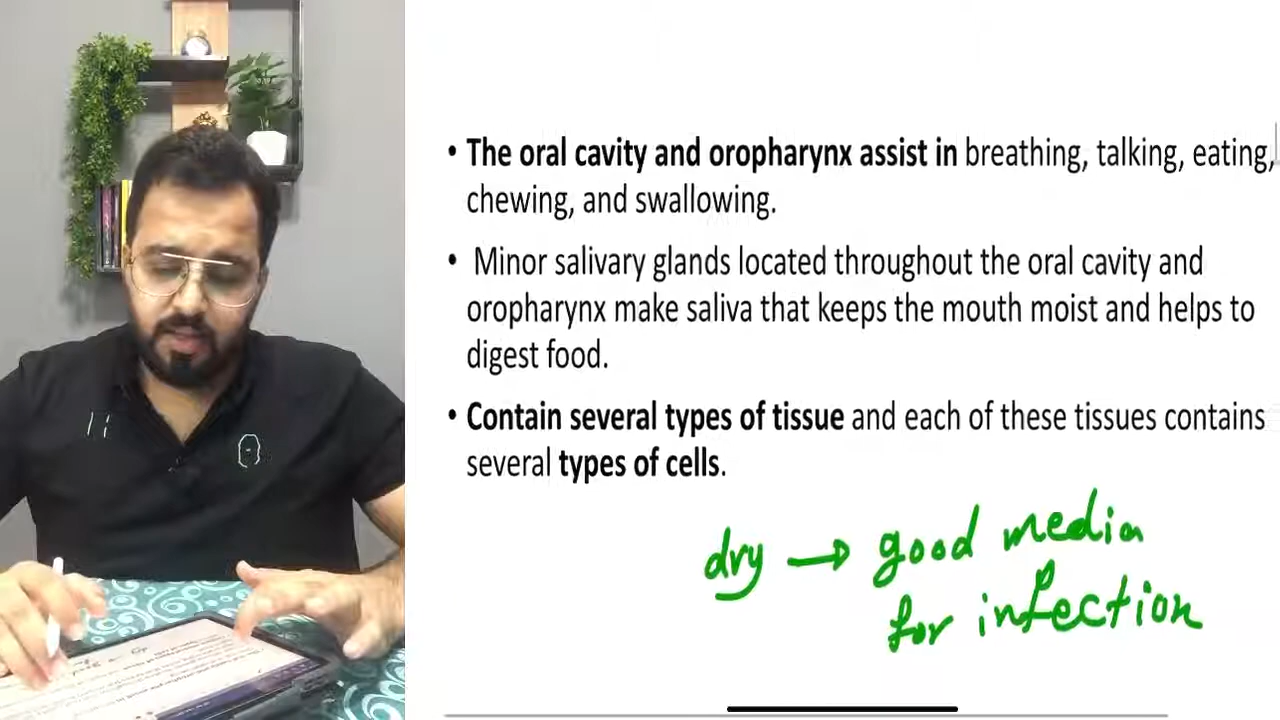 • The oral cavity and oropharynx assist in breathing, talking, eating,
chewing, and swallowing.
• Minor salivary glands located throughout the oral cavity and
oropharynx make saliva that keeps the mouth moist and helps to
digest food.
• Contain several types of tissue and each of these tissues contains
several types of cells.
dry → good media
for infection